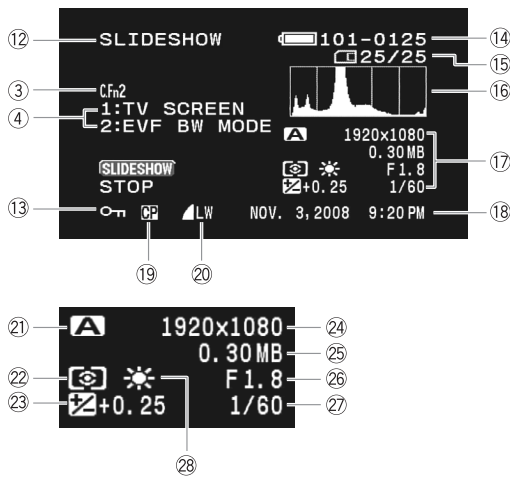 ⑫ SLIDESHOW 101-0125 ⑭
25/25 ⑮
⑯
③ C.Fn2
④ 1:TV SCREEN
2:EVF BW MODE
A 1920x1080
0.30MB ⑰
SLIDESHOW F1.8
STOP +0.25 1/60
⑬ CP LW NOV. 3,2008 9:20PM ⑱
⑲ ⑳
㉑ A 1920x1080 ㉔
0.30MB ㉕
㉒ F1.8 ㉖
㉓ +0.25 1/60 ㉗
㉘